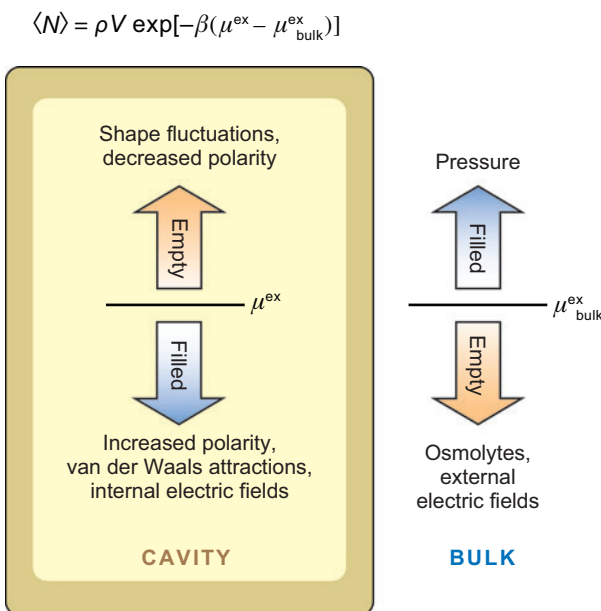 ⟨N⟩ = ρV exp[−β(μ^ex − μ^ex_bulk)]
Shape fluctuations,
decreased polarity
Empty
μ^ex
Filled
Increased polarity,
van der Waals attractions,
internal electric fields
CAVITY
Pressure
Filled
μ^ex_bulk
Empty
Osmolytes,
external
electric fields
BULK